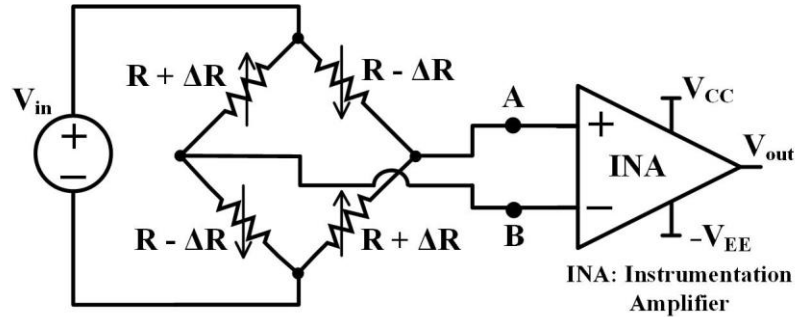 R + ΔR
R - ΔR
V_in
+
−
A
V_CC
+
INA
V_out
−
R - ΔR
R + ΔR
B
–V_EE
INA: Instrumentation
Amplifier